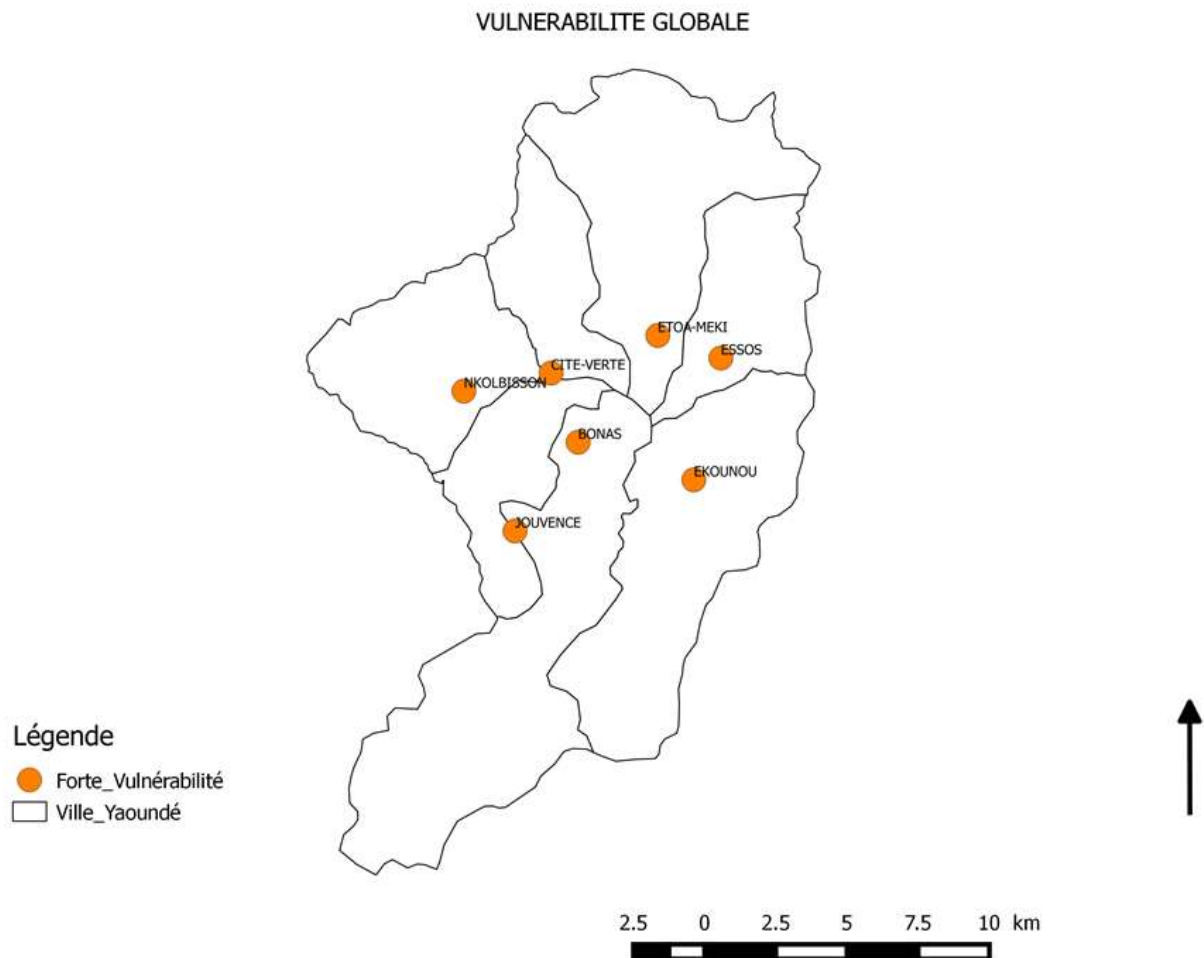 VULNERABILITE GLOBALE
ETOA-MEKI
ESSOS
CITE-VERTE
NKOLBISSON
BONAS
EKOUNOU
JOUVENCE
Légende
Forte_Vulnérabilité
Ville_Yaoundé
2.5 0 2.5 5 7.5 10 km